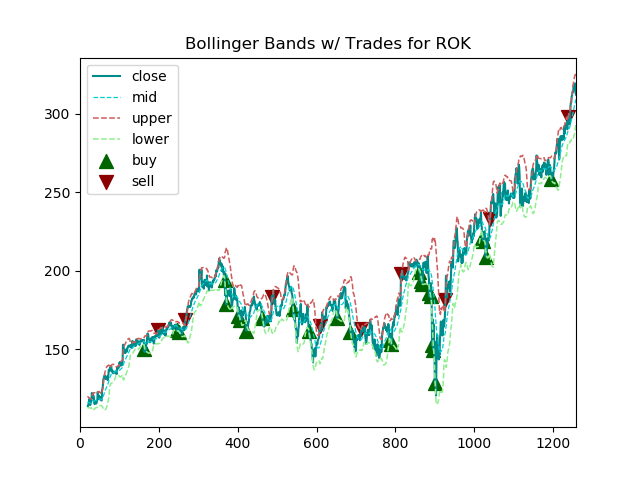 Bollinger Bands w/ Trades for ROK
close
mid
upper
lower
buy
sell
300
250
200
150
0 200 400 600 800 1000 1200